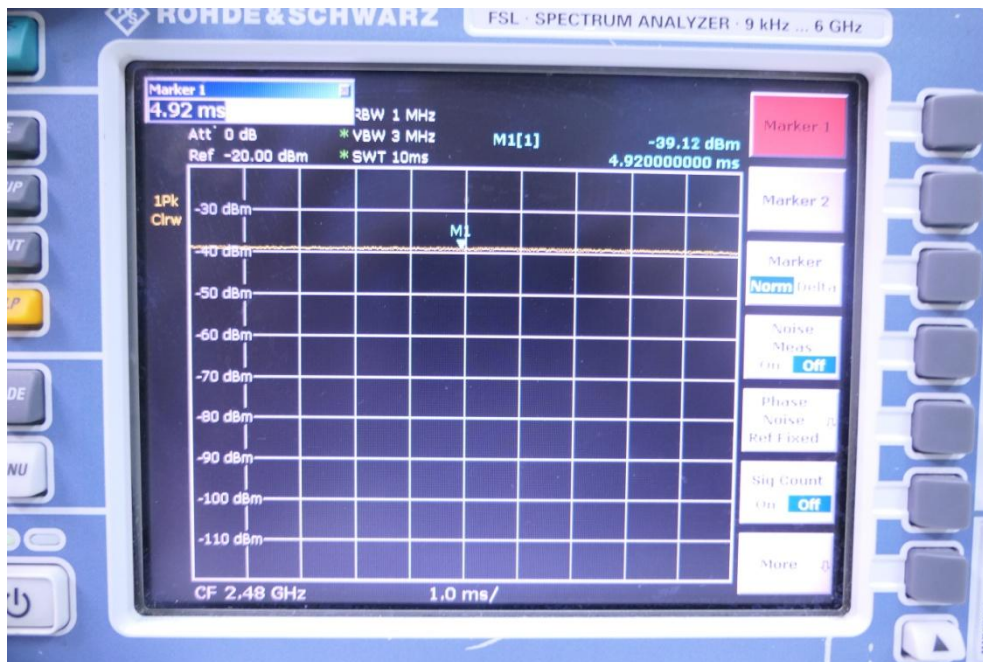 ROHDE & SCHWARZ
FSL · SPECTRUM ANALYZER · 9 kHz ... 6 GHz
Marker 1
4.92 ms
RBW 1 MHz
Att 0 dB
* VBW 3 MHz
M1[1]
-39.12 dBm
Ref -20.00 dBm
* SWT 10ms
4.920000000 ms
1Pk
Clrw
-30 dBm
M1
-40 dBm
-50 dBm
-60 dBm
-70 dBm
-80 dBm
-90 dBm
-100 dBm
-110 dBm
CF 2.48 GHz
1.0 ms/
Marker 1
Marker 2
Marker
Norm Delta
Noise
Meas
On Off
Phase
Noise
Ref Fixed
Sig Count
On Off
More